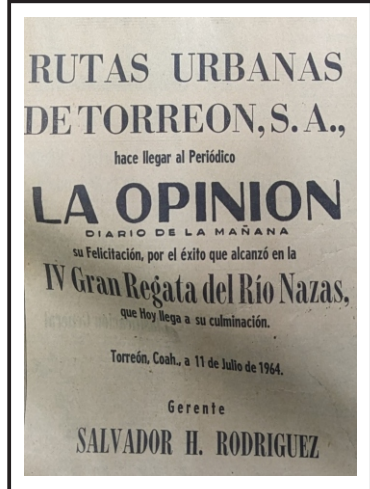 RUTAS URBANAS
DE TORREON, S. A.,
hace llegar al Periódico
LA OPINION
DIARIO DE LA MAÑANA
su Felicitación, por el éxito que alcanzó en la
IV Gran Regata del Río Nazas,
que Hoy llega a su culminación.
Torreón, Coah., a 11 de Julio de 1964.
Gerente
SALVADOR H. RODRIGUEZ